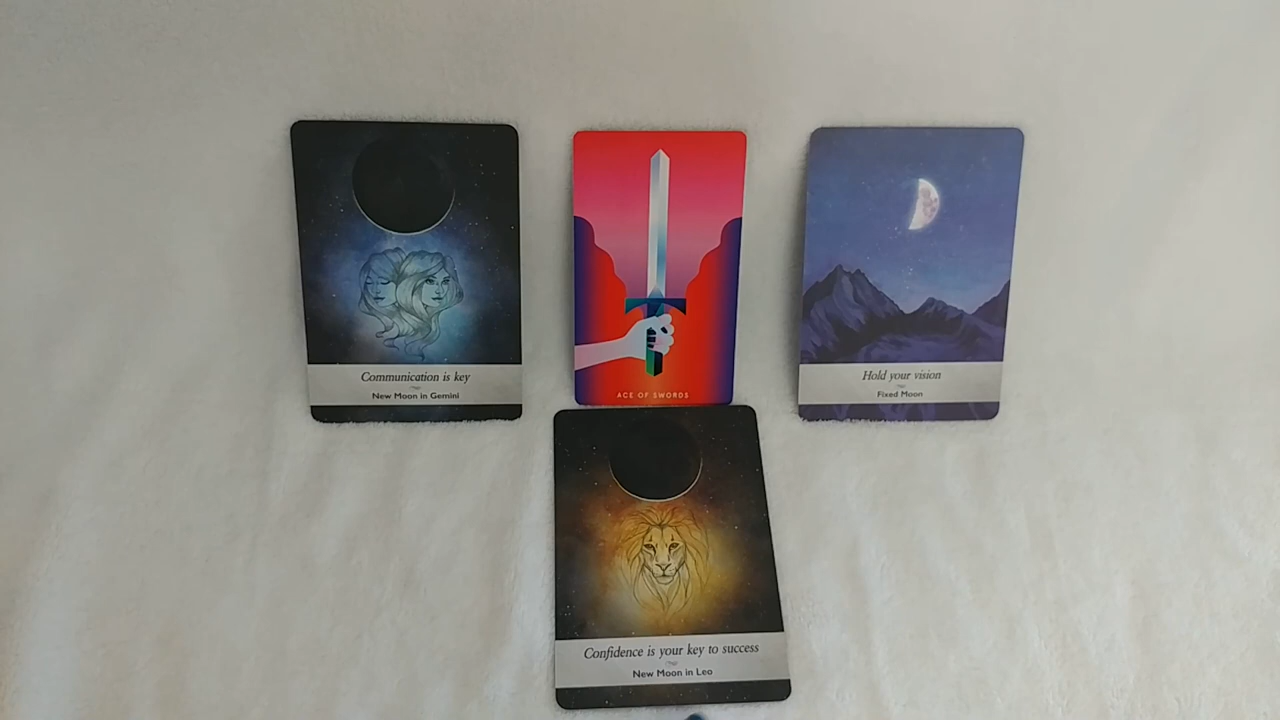 Communication is key
New Moon in Gemini
ACE OF SWORDS
Hold your vision
Fixed Moon
Confidence is your key to success
New Moon in Leo